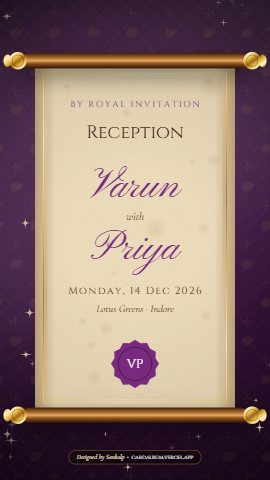 BY ROYAL INVITATION
RECEPTION
Varun
with
Priya
MONDAY, 14 DEC 2026
Lotus Greens · Indore
VP
Designed by Sankalp • CARDALBUM.VERCEL.APP